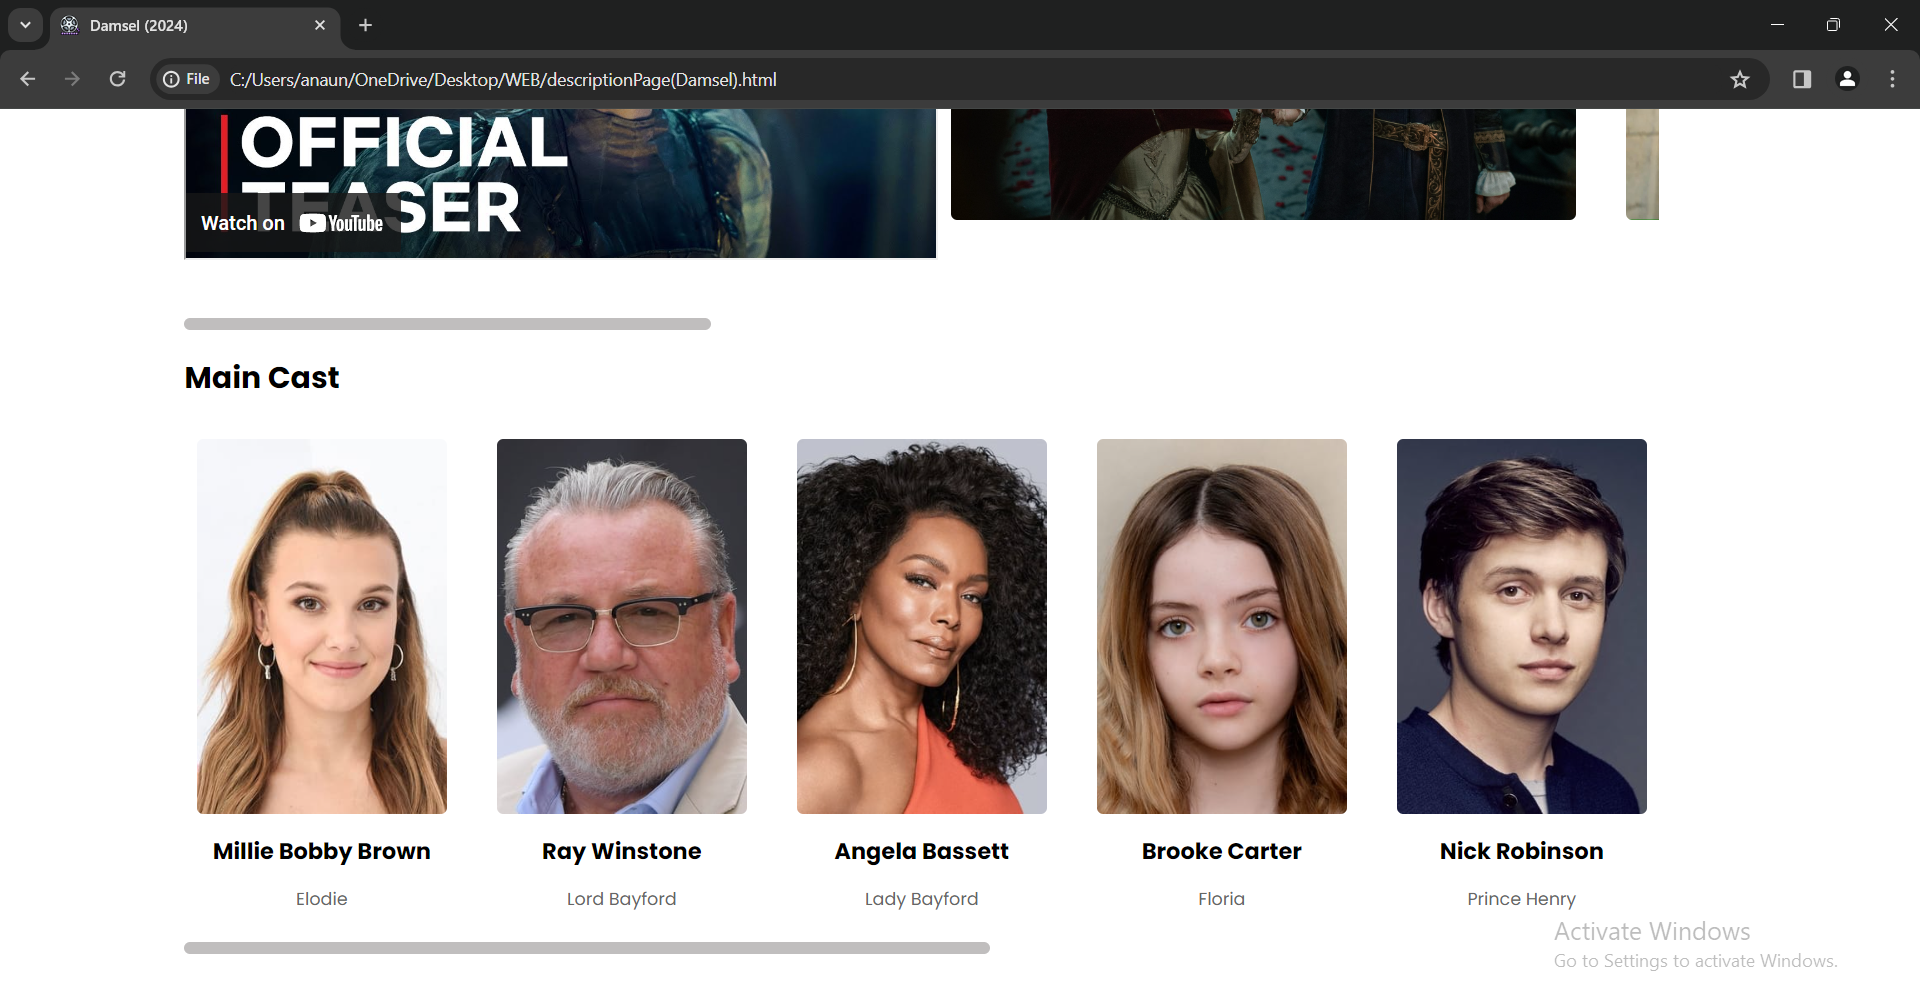 Damsel (2024)
File
C:/Users/anaun/OneDrive/Desktop/WEB/descriptionPage(Damsel).html
OFFICIAL
TEASER
Watch on YouTube
Main Cast
Millie Bobby Brown
Elodie
Ray Winstone
Lord Bayford
Angela Bassett
Lady Bayford
Brooke Carter
Floria
Nick Robinson
Prince Henry
Activate Windows
Go to Settings to activate Windows.